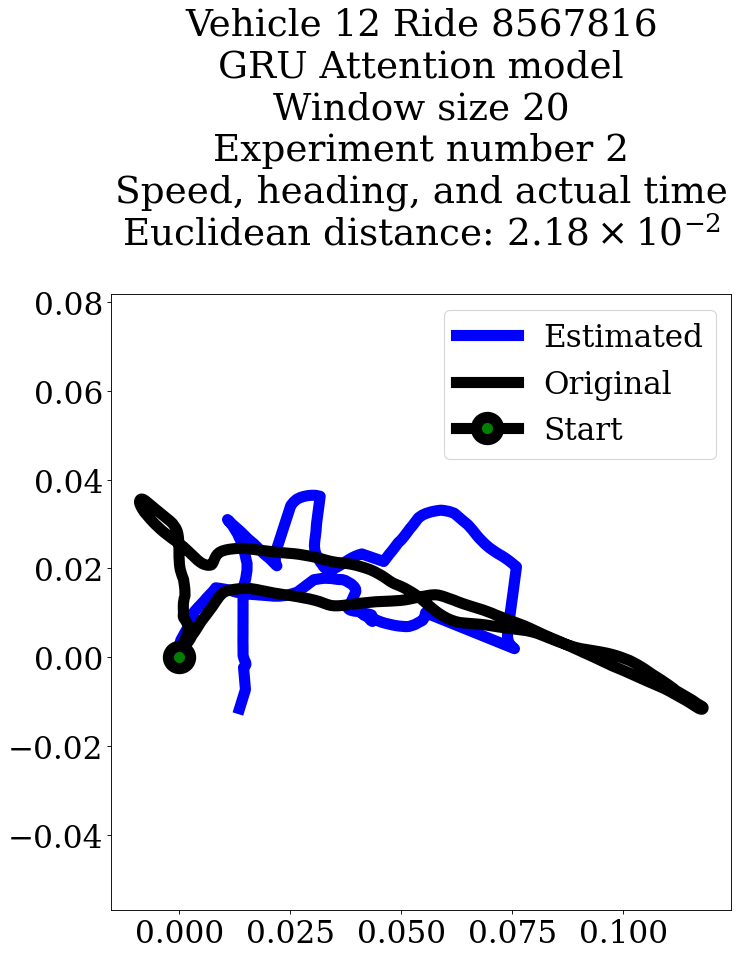 Vehicle 12 Ride 8567816
GRU Attention model
Window size 20
Experiment number 2
Speed, heading, and actual time
Euclidean distance: 2.18 × 10⁻²
Estimated
Original
Start
0.08
0.06
0.04
0.02
0.00
−0.02
−0.04
0.000 0.025 0.050 0.075 0.100